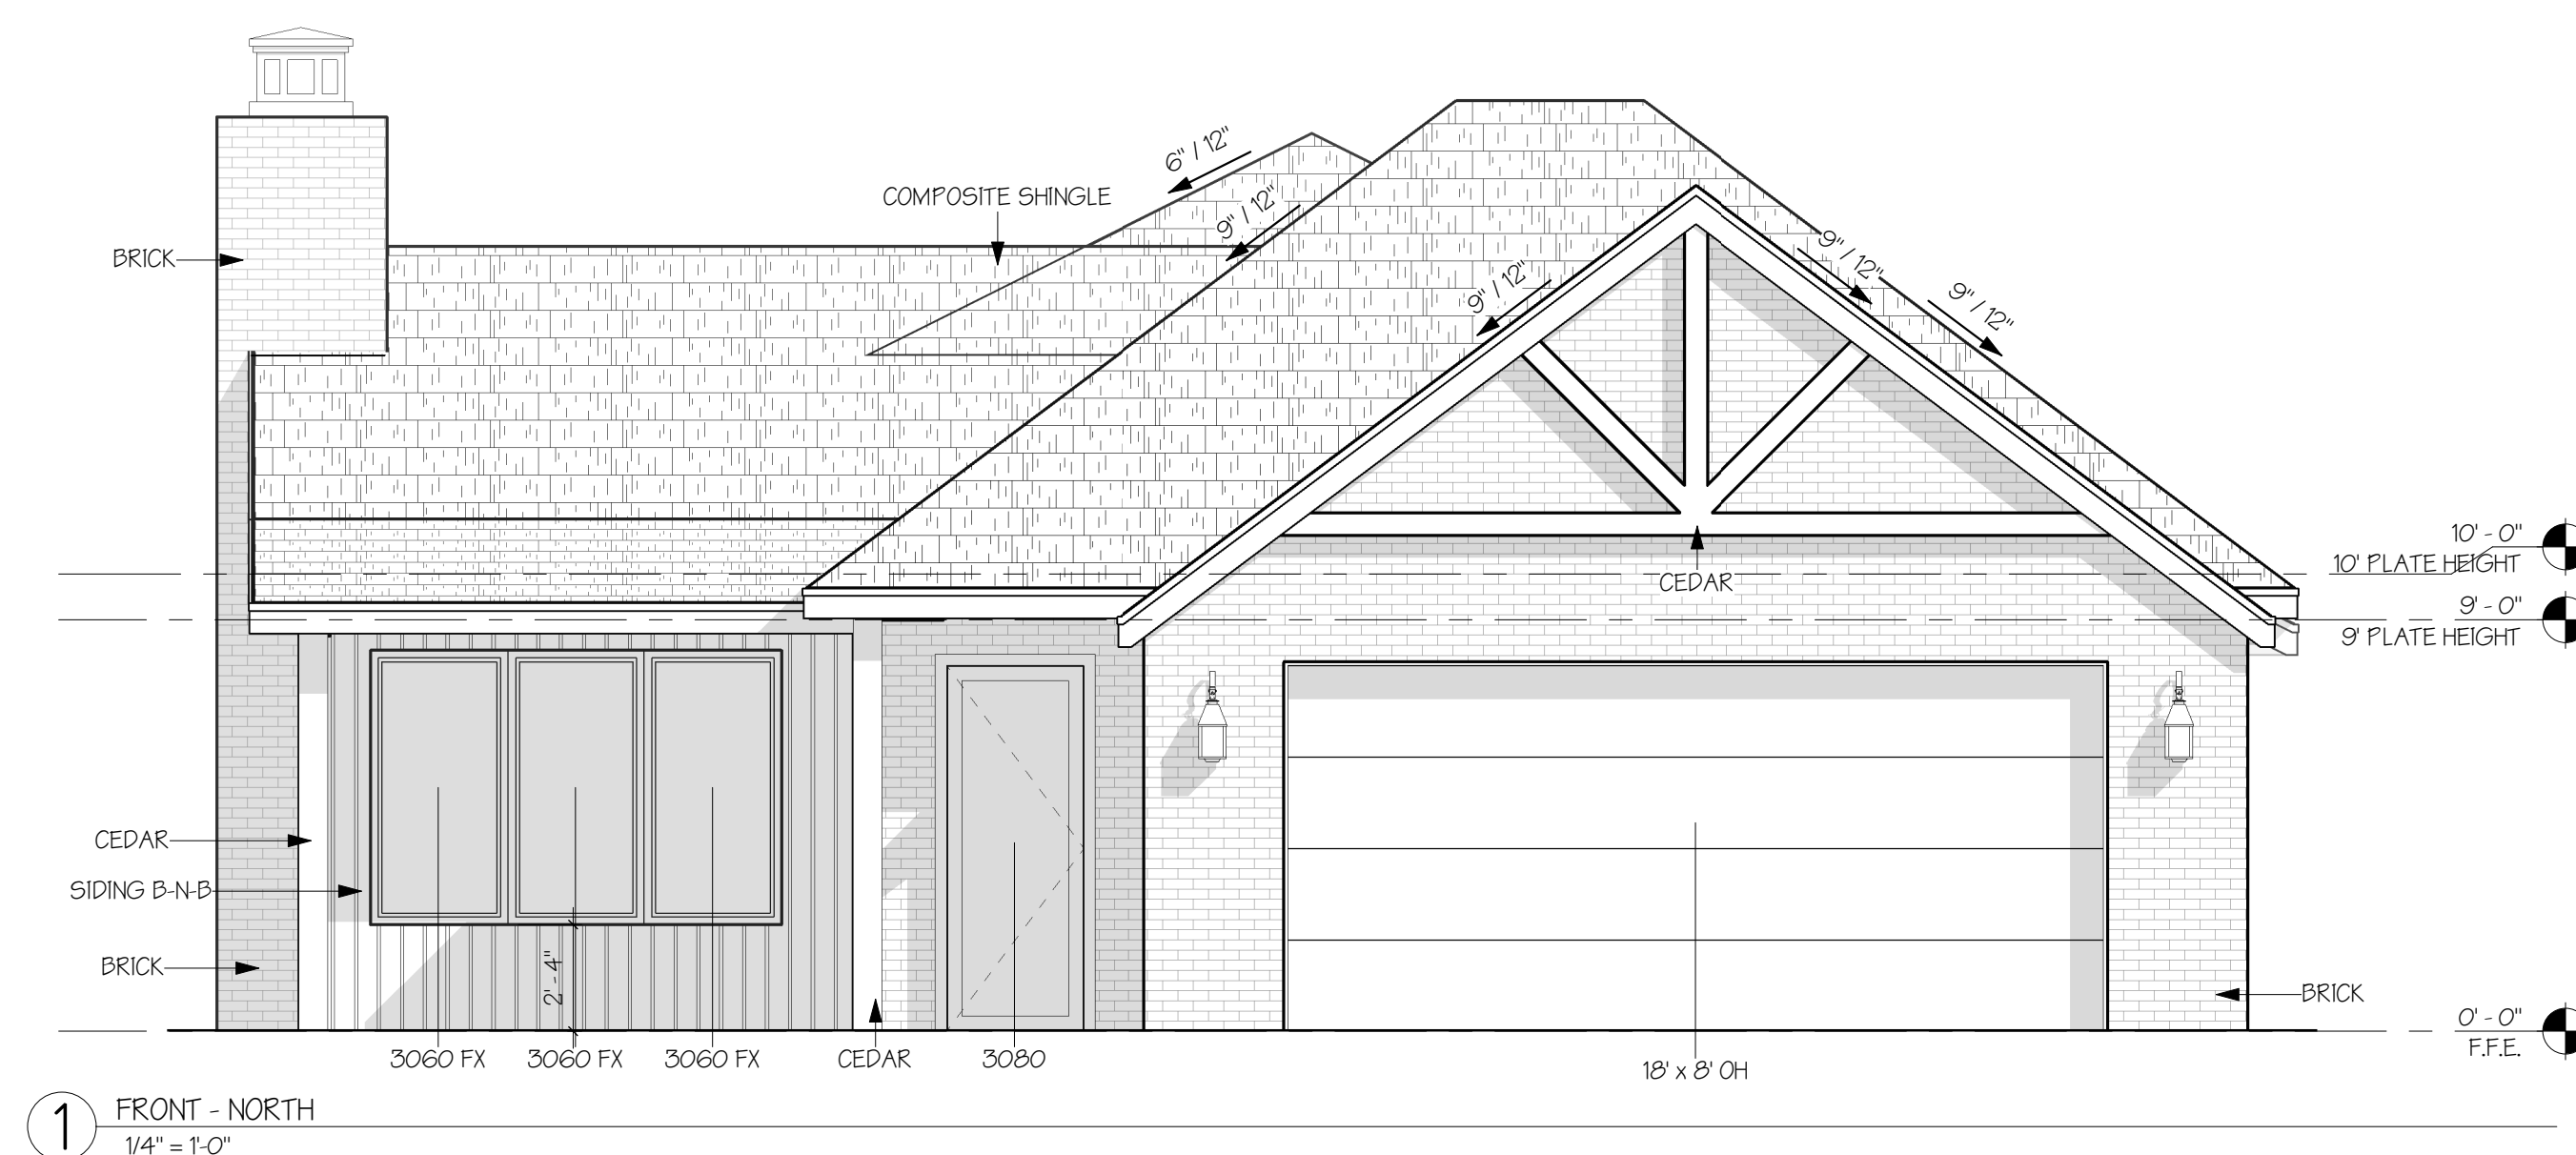 6" / 12"
COMPOSITE SHINGLE
9" / 12"
BRICK
9" / 12"
9" / 12"
9" / 12"
10' - 0"
10' PLATE HEIGHT
CEDAR
9' - 0"
9' PLATE HEIGHT
CEDAR
SIDING B-N-B
BRICK
2' - 4"
BRICK
0' - 0"
F.F.E.
3060 FX
3060 FX
3060 FX
CEDAR
3080
18' x 8' OH
1
FRONT - NORTH
1/4" = 1'-0"